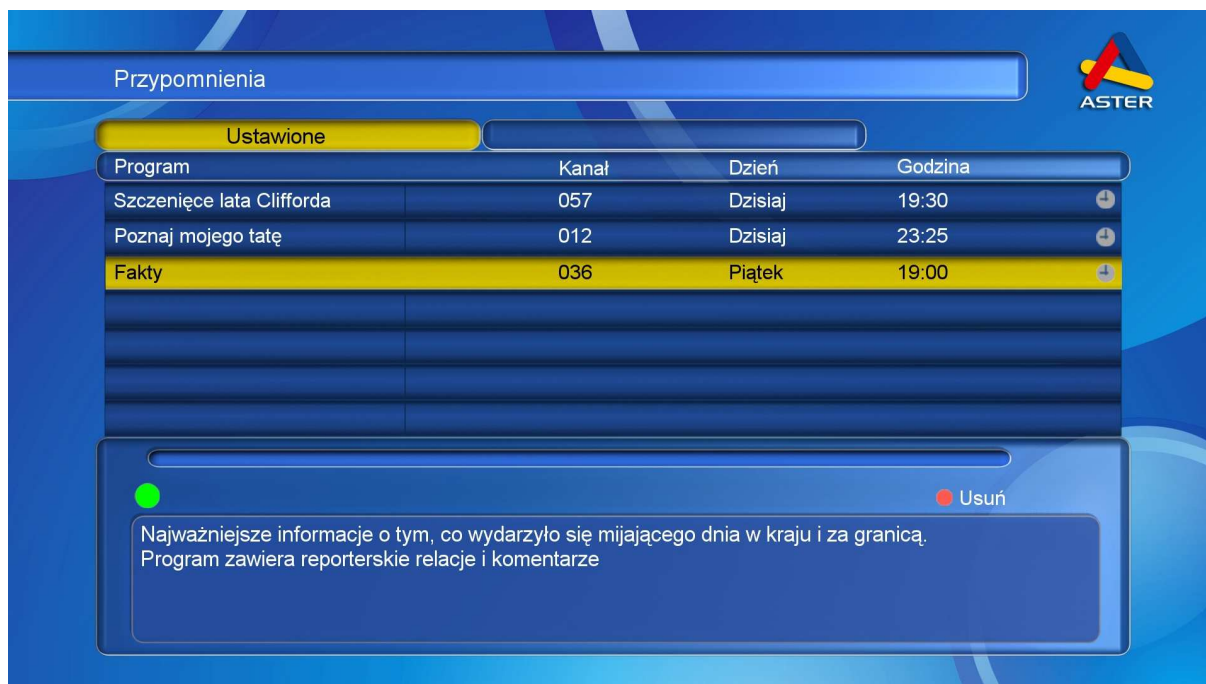 Przypomnienia
ASTER
Ustawione
Program Kanał Dzień Godzina
Szczenięce lata Clifforda 057 Dzisiaj 19:30
Poznaj mojego tatę 012 Dzisiaj 23:25
Fakty 036 Piątek 19:00
Usuń
Najważniejsze informacje o tym, co wydarzyło się mijającego dnia w kraju i za granicą.
Program zawiera reporterskie relacje i komentarze